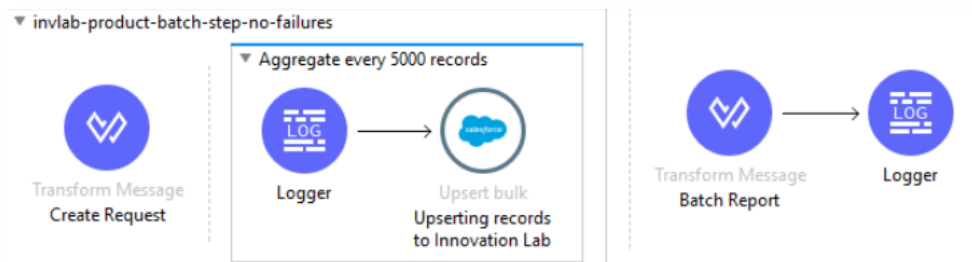 invlab-product-batch-step-no-failures
Aggregate every 5000 records
Transform Message
Create Request
LOG
Logger
salesforce
Upsert bulk
Upserting records
to Innovation Lab
Transform Message
Batch Report
LOG
Logger